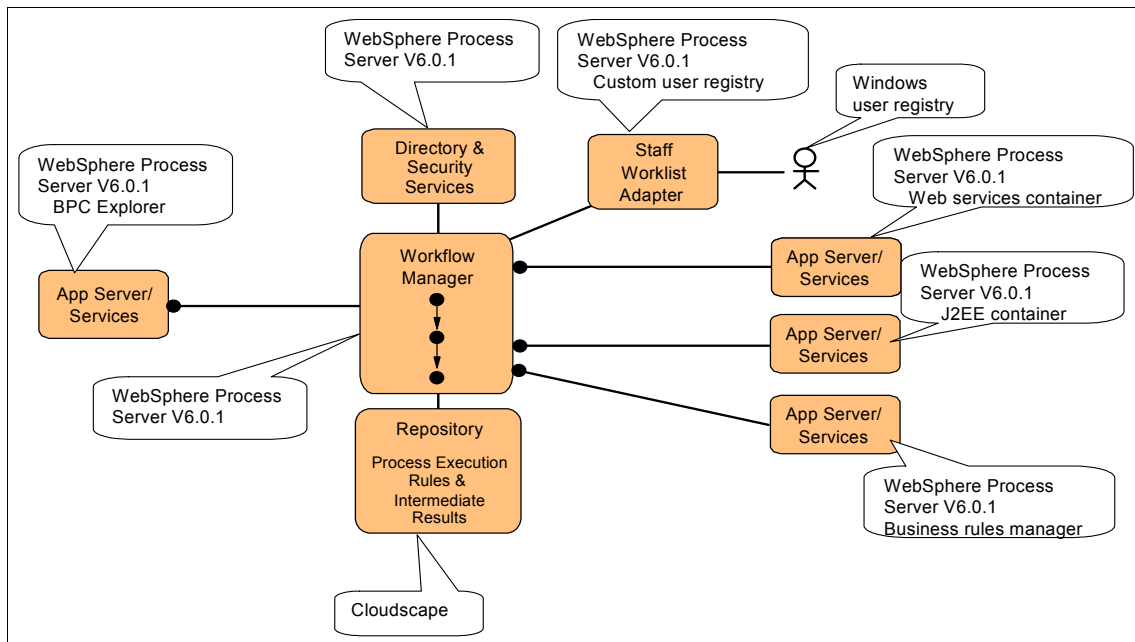 WebSphere Process
Server V6.0.1
WebSphere Process
Server V6.0.1
Custom user registry
Windows
user registry
WebSphere Process
Server V6.0.1
BPC Explorer
Directory &
Security
Services
Staff
Worklist
Adapter
WebSphere Process
Server V6.0.1
Web services container
App Server/
Services
Workflow
Manager
App Server/
Services
WebSphere Process
Server V6.0.1
J2EE container
App Server/
Services
WebSphere Process
Server V6.0.1
App Server/
Services
Repository
Process Execution
Rules &
Intermediate
Results
WebSphere Process
Server V6.0.1
Business rules manager
Cloudscape